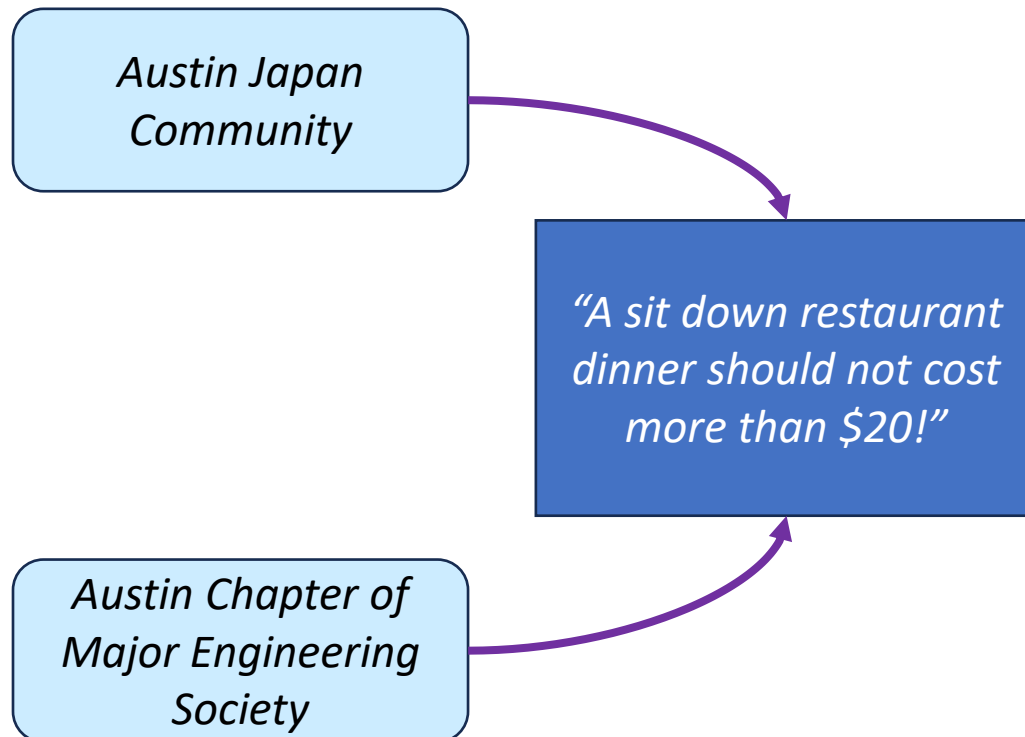 Austin Japan
Community
“A sit down restaurant
dinner should not cost
more than $20!”
Austin Chapter of
Major Engineering
Society